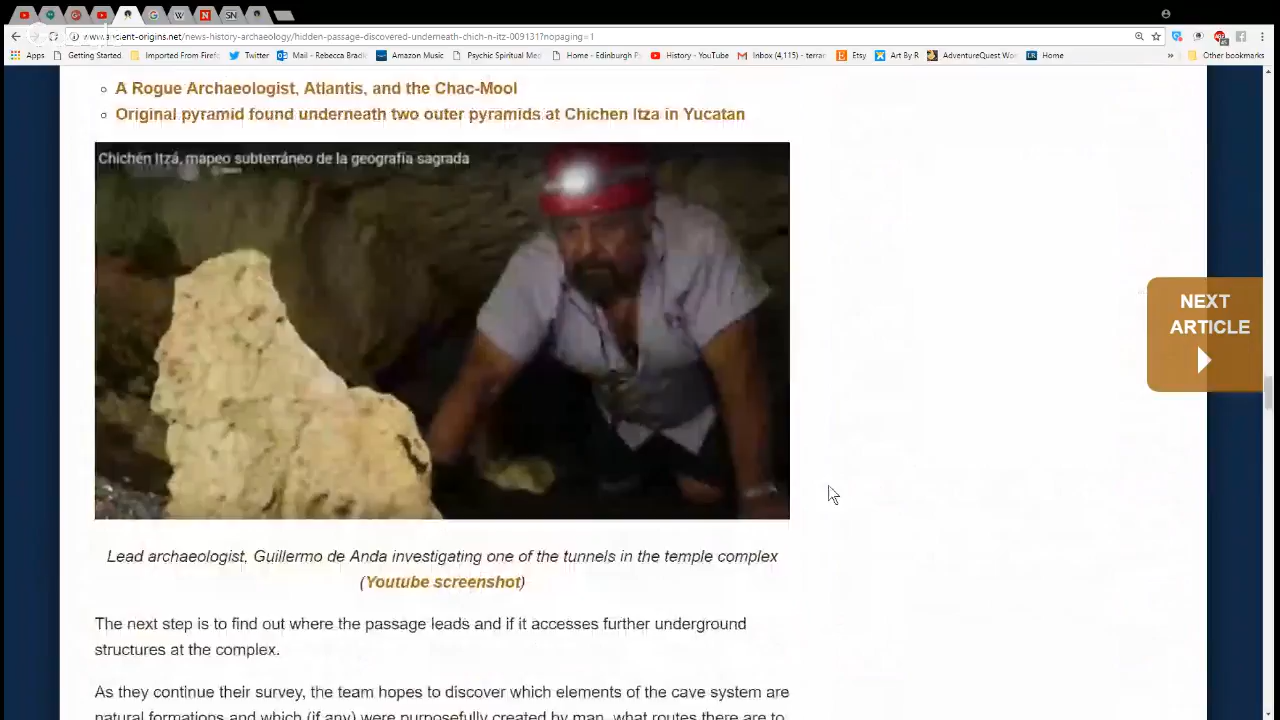 www.ancient-origins.net/news-history-archaeology/hidden-passage-discovered-underneath-chich-n-itz-009131?nopaging=1
Apps Getting Started Imported From Firefox Twitter Mail - Rebecca Bradley Amazon Music Psychic Spiritual Me Home - Edinburgh P History - YouTube Inbox (4,115) - terran Etsy Art By R AdventureQuest Wo Home » Other bookmarks
A Rogue Archaeologist, Atlantis, and the Chac-Mool
Original pyramid found underneath two outer pyramids at Chichen Itza in Yucatan
Chichén Itzá, mapeo subterráneo de la geografía sagrada
NEXT
ARTICLE
Lead archaeologist, Guillermo de Anda investigating one of the tunnels in the temple complex
(Youtube screenshot)
The next step is to find out where the passage leads and if it accesses further underground
structures at the complex.
As they continue their survey, the team hopes to discover which elements of the cave system are
natural formations and which (if any) were purposefully created by man, what routes there are to